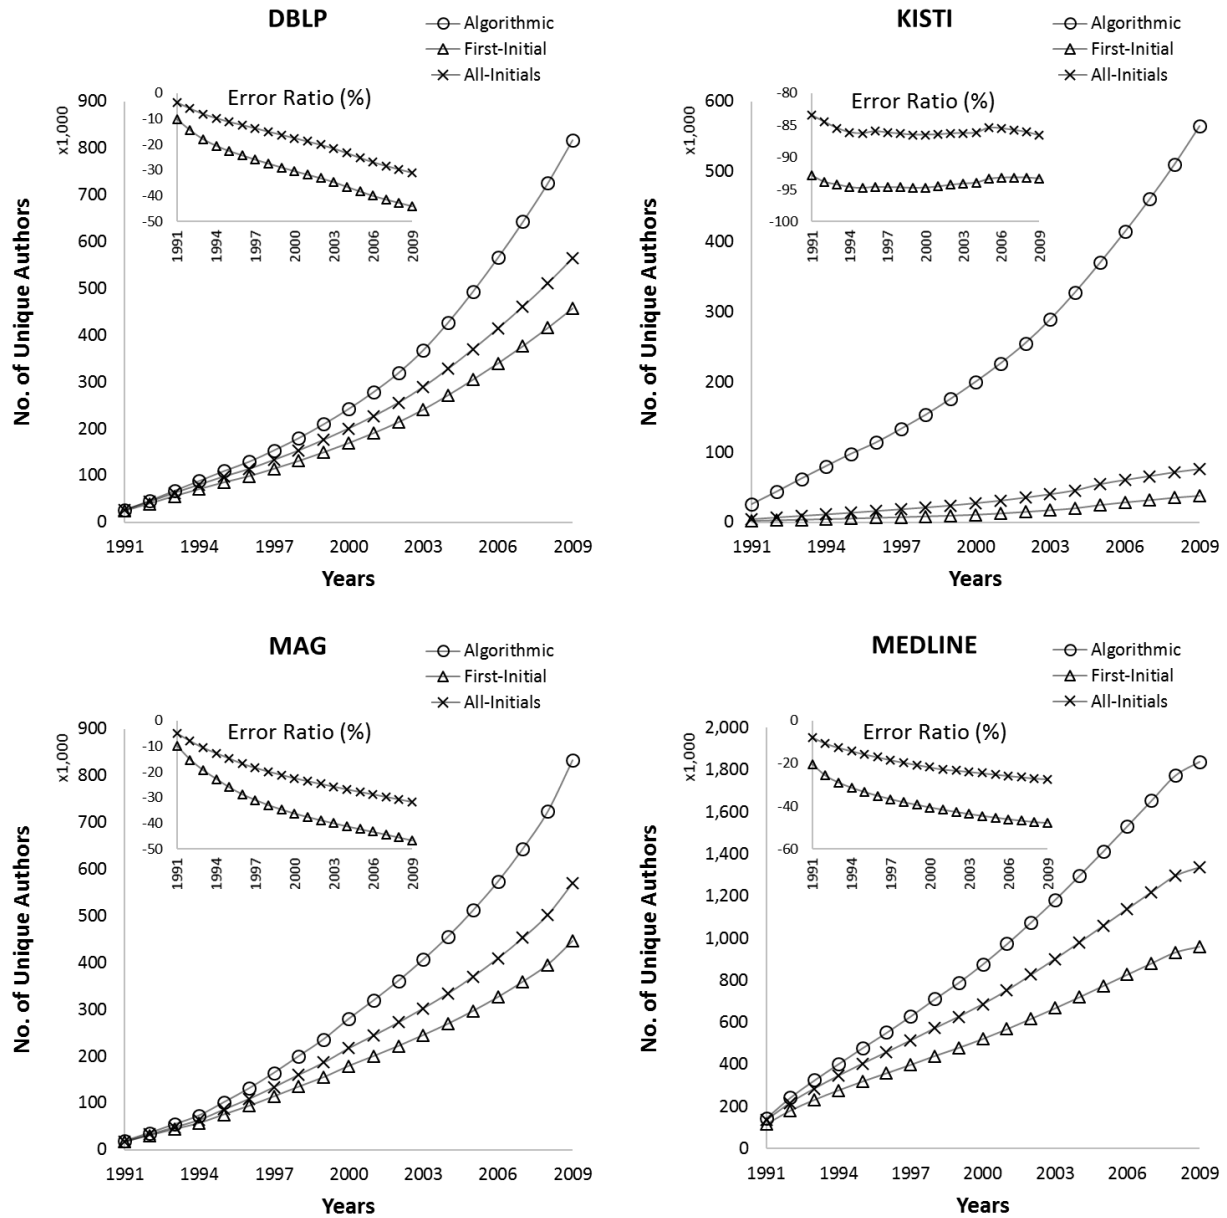 DBLP
Algorithmic
First-Initial
All-Initials
x1,000
Error Ratio (%)
0
-10
-20
-30
-40
-50
1991
1994
1997
2000
2003
2006
2009
No. of Unique Authors
900
800
700
600
500
400
300
200
100
0
1991 1994 1997 2000 2003 2006 2009
Years
KISTI
Algorithmic
First-Initial
All-Initials
x1,000
Error Ratio (%)
-80
-85
-90
-95
-100
1991
1994
1997
2000
2003
2006
2009
No. of Unique Authors
600
500
400
300
200
100
0
1991 1994 1997 2000 2003 2006 2009
Years
MAG
Algorithmic
First-Initial
All-Initials
x1,000
Error Ratio (%)
0
-10
-20
-30
-40
-50
1991
1994
1997
2000
2003
2006
2009
No. of Unique Authors
900
800
700
600
500
400
300
200
100
0
1991 1994 1997 2000 2003 2006 2009
Years
MEDLINE
Algorithmic
First-Initial
All-Initials
x1,000
Error Ratio (%)
0
-20
-40
-60
1991
1994
1997
2000
2003
2006
2009
No. of Unique Authors
2,000
1,800
1,600
1,400
1,200
1,000
800
600
400
200
0
1991 1994 1997 2000 2003 2006 2009
Years